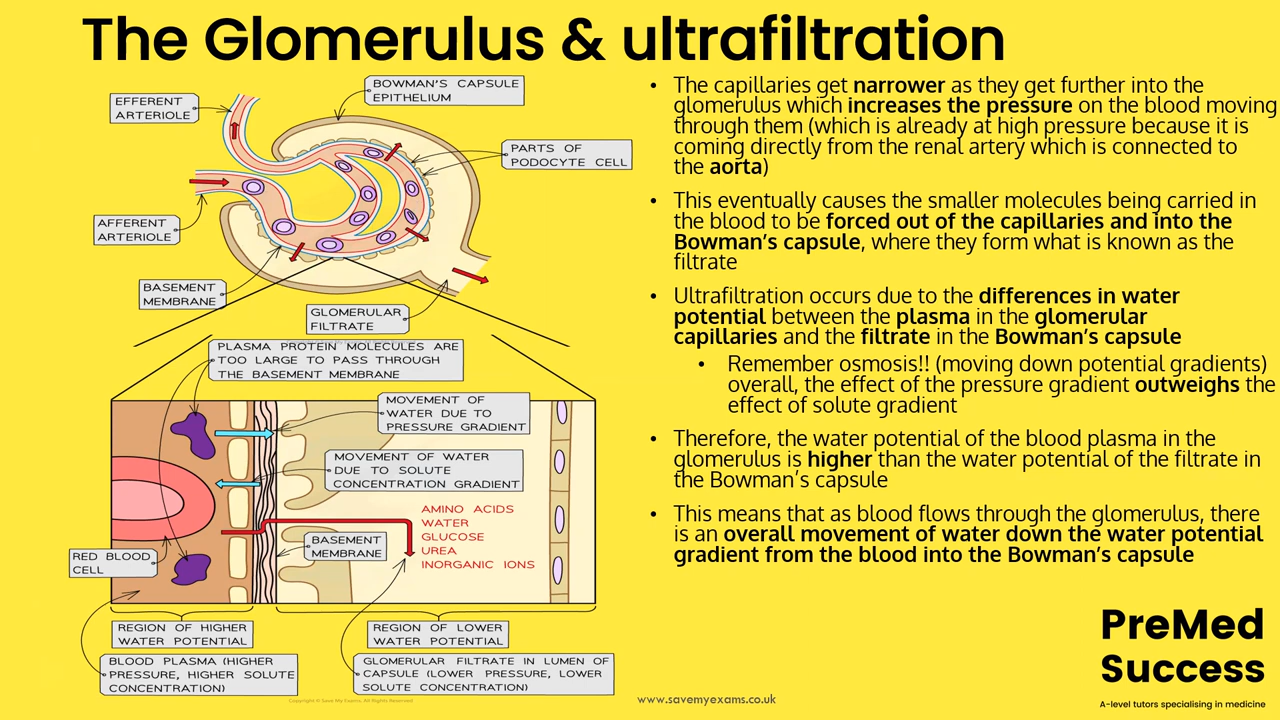 The Glomerulus & ultrafiltration
EFFERENT
ARTERIOLE
BOWMAN'S CAPSULE
EPITHELIUM
PARTS OF
PODOCYTE CELL
AFFERENT
ARTERIOLE
BASEMENT
MEMBRANE
GLOMERULAR
FILTRATE
PLASMA PROTEIN MOLECULES ARE
TOO LARGE TO PASS THROUGH
THE BASEMENT MEMBRANE
MOVEMENT OF
WATER DUE TO
PRESSURE GRADIENT
MOVEMENT OF WATER
DUE TO SOLUTE
CONCENTRATION GRADIENT
AMINO ACIDS
WATER
GLUCOSE
UREA
INORGANIC IONS
BASEMENT
MEMBRANE
RED BLOOD
CELL
REGION OF HIGHER
WATER POTENTIAL
REGION OF LOWER
WATER POTENTIAL
BLOOD PLASMA (HIGHER
PRESSURE, HIGHER SOLUTE
CONCENTRATION)
GLOMERULAR FILTRATE IN LUMEN OF
CAPSULE (LOWER PRESSURE, LOWER
SOLUTE CONCENTRATION)
Copyright © Save My Exams. All Rights Reserved
• The capillaries get narrower as they get further into the
glomerulus which increases the pressure on the blood moving
through them (which is already at high pressure because it is
coming directly from the renal artery which is connected to
the aorta)
• This eventually causes the smaller molecules being carried in
the blood to be forced out of the capillaries and into the
Bowman's capsule, where they form what is known as the
filtrate
• Ultrafiltration occurs due to the differences in water
potential between the plasma in the glomerular
capillaries and the filtrate in the Bowman's capsule
• Remember osmosis!! (moving down potential gradients)
overall, the effect of the pressure gradient outweighs the
effect of solute gradient
• Therefore, the water potential of the blood plasma in the
glomerulus is higher than the water potential of the filtrate in
the Bowman's capsule
• This means that as blood flows through the glomerulus, there
is an overall movement of water down the water potential
gradient from the blood into the Bowman's capsule
www.savemyexams.co.uk
PreMed
Success
A-level tutors specialising in medicine